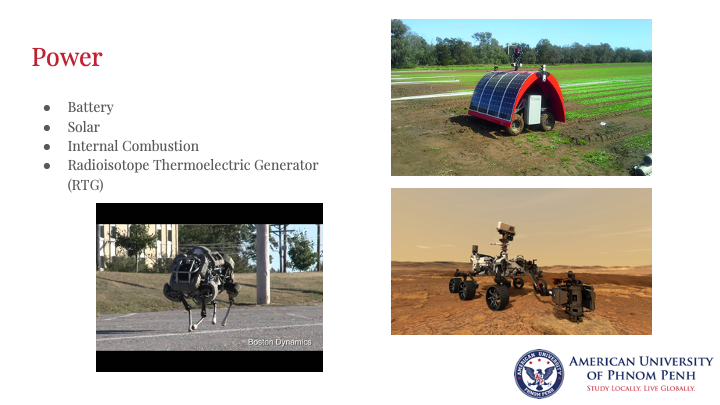 Power
● Battery
● Solar
● Internal Combustion
● Radioisotope Thermoelectric Generator
(RTG)
Boston Dynamics
AMERICAN UNIVERSITY
OF PHNOM PENH
STUDY LOCALLY. LIVE GLOBALLY.
AMERICAN UNIVERSITY
PHNOM PENH